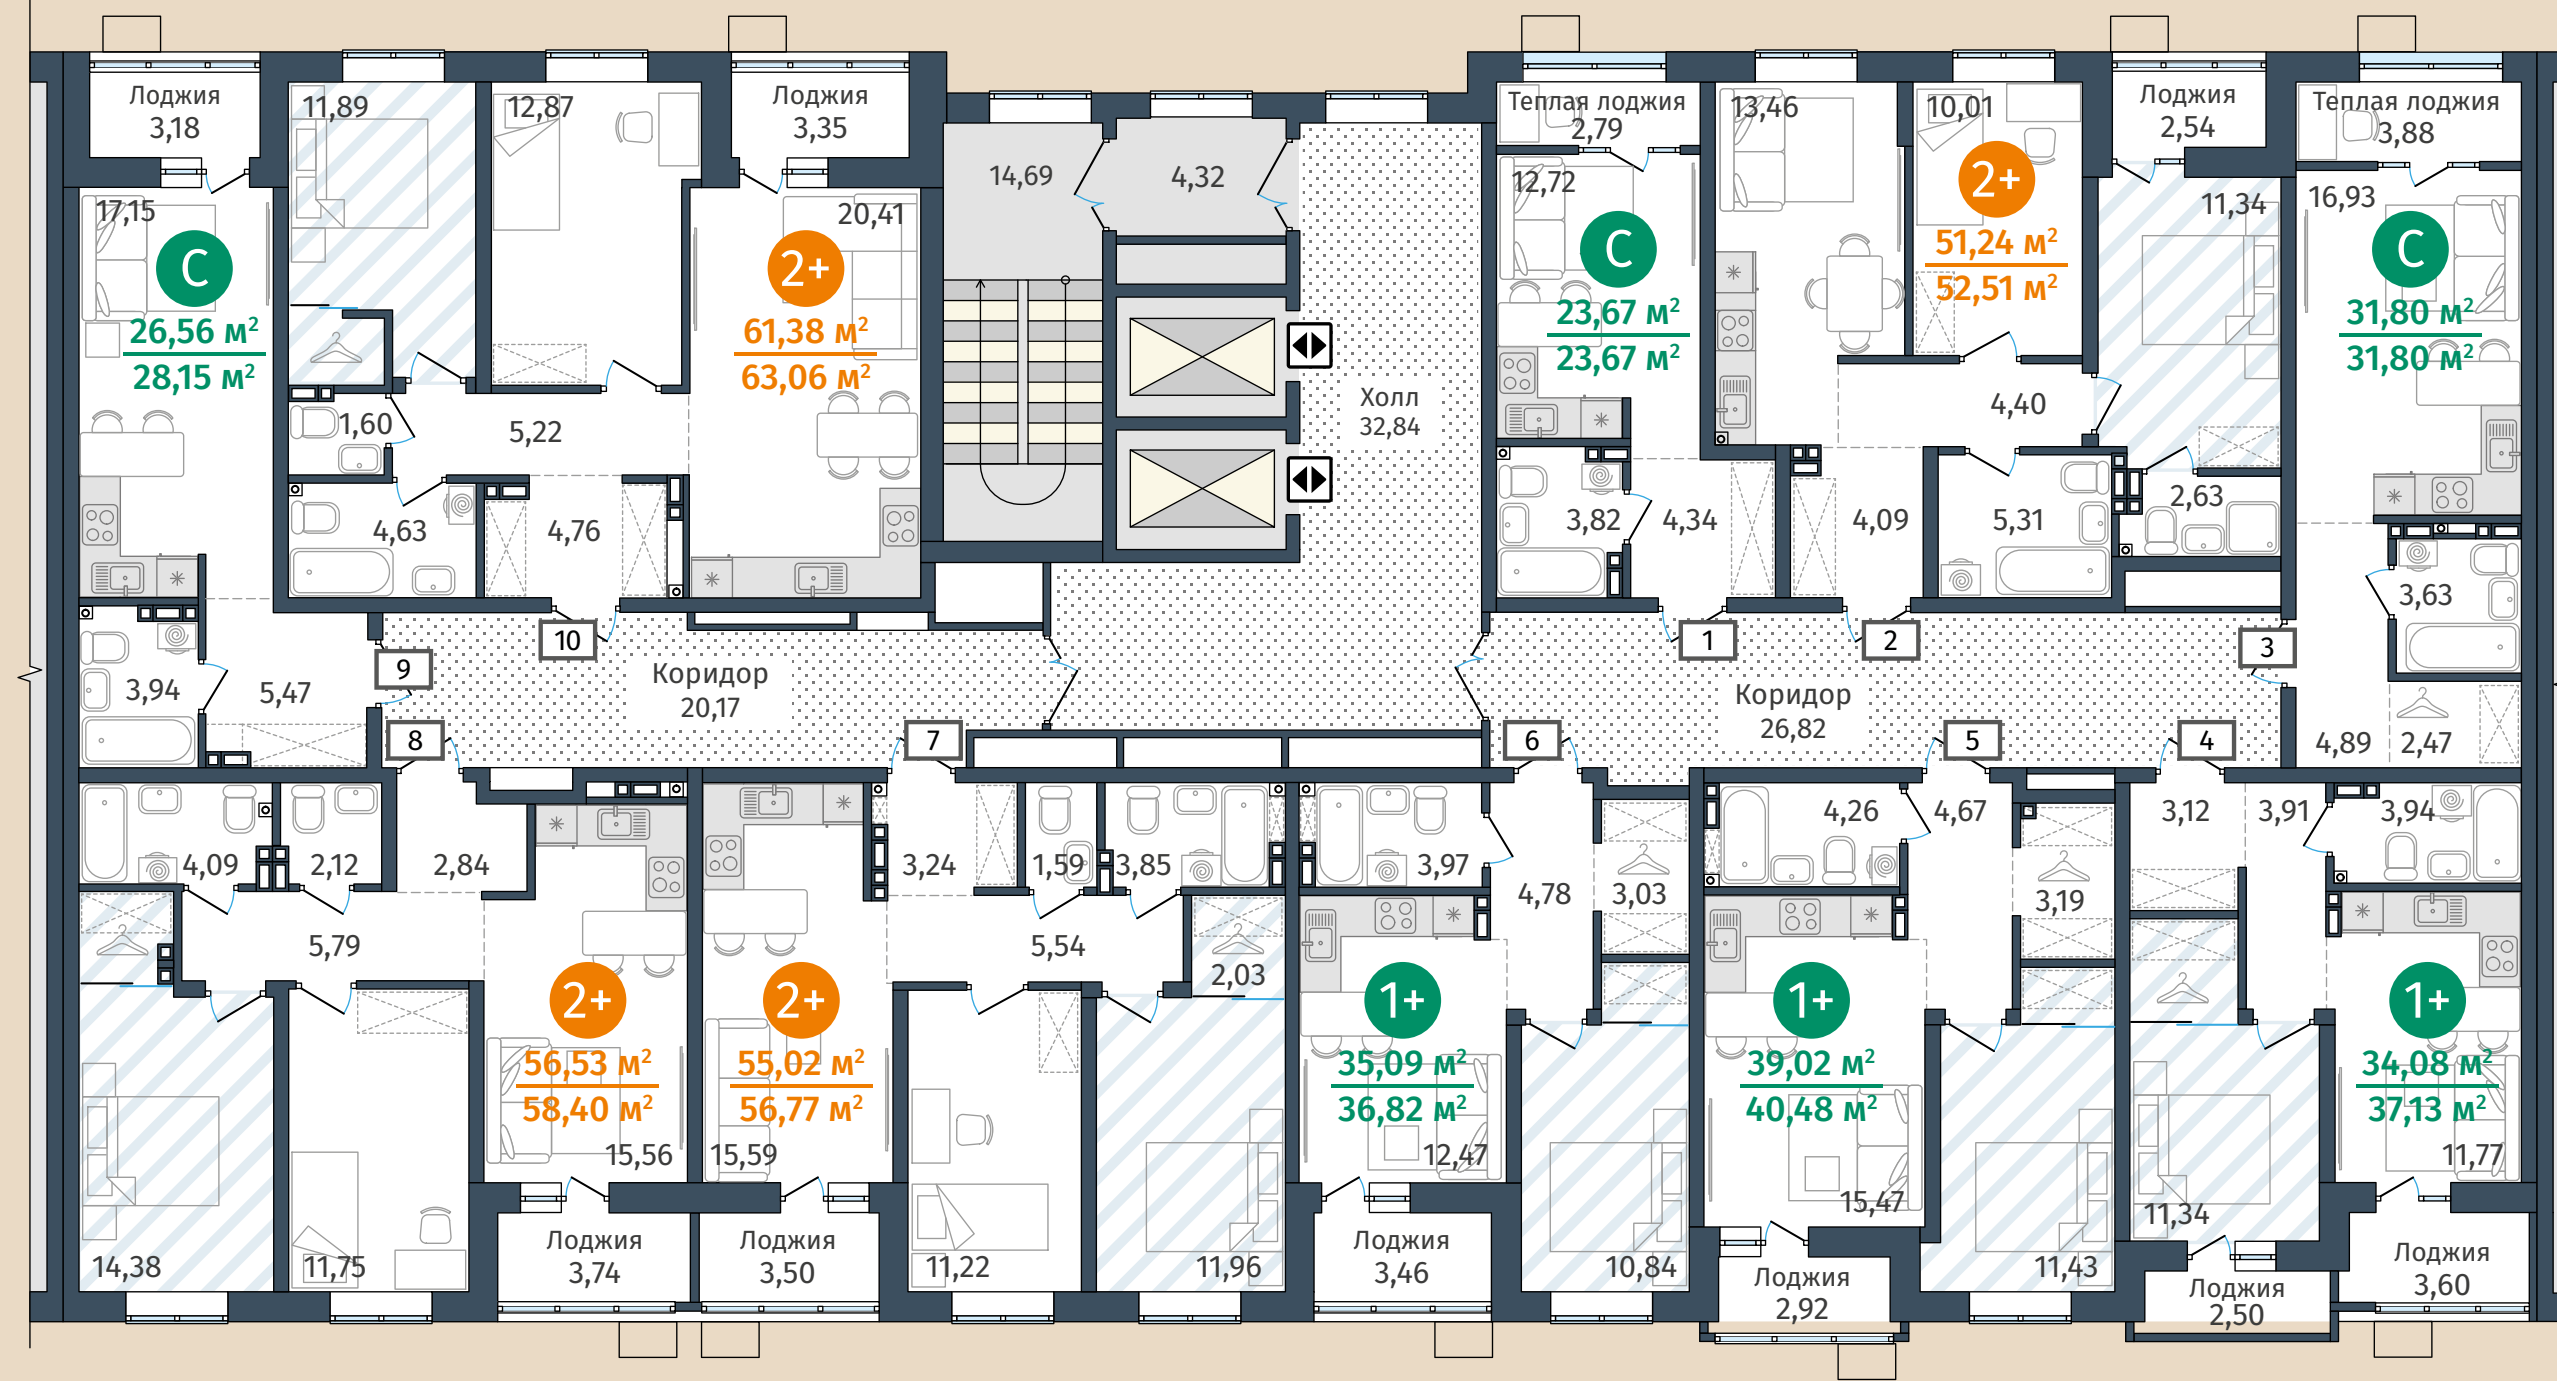 Лоджия
3,18
11,89
12,87
Лоджия
3,35
14,69
4,32
Теплая лоджия
2,79
13,46
10,01
Лоджия
2,54
Теплая лоджия
3,88
17,15
С
26,56 м²
28,15 м²
20,41
2+
61,38 м²
63,06 м²
Холл
32,84
12,72
С
23,67 м²
23,67 м²
2+
51,24 м²
52,51 м²
11,34
16,93
С
31,80 м²
31,80 м²
1,60
5,22
4,40
4,63
4,76
3,82
4,34
4,09
5,31
2,63
3,63
10
1
2
3
9
3,94
5,47
Коридор
20,17
Коридор
26,82
8
7
6
5
4
4,89
2,47
4,09
2,12
2,84
3,24
1,59
3,85
3,97
4,78
3,03
4,26
4,67
3,19
3,12
3,91
3,94
5,79
5,54
2,03
2+
56,53 м²
58,40 м²
15,56
2+
55,02 м²
56,77 м²
15,59
1+
35,09 м²
36,82 м²
12,47
1+
39,02 м²
40,48 м²
15,47
1+
34,08 м²
37,13 м²
11,77
11,34
14,38
11,75
Лоджия
3,74
Лоджия
3,50
11,22
11,96
Лоджия
3,46
10,84
Лоджия
2,92
11,43
Лоджия
2,50
Лоджия
3,60